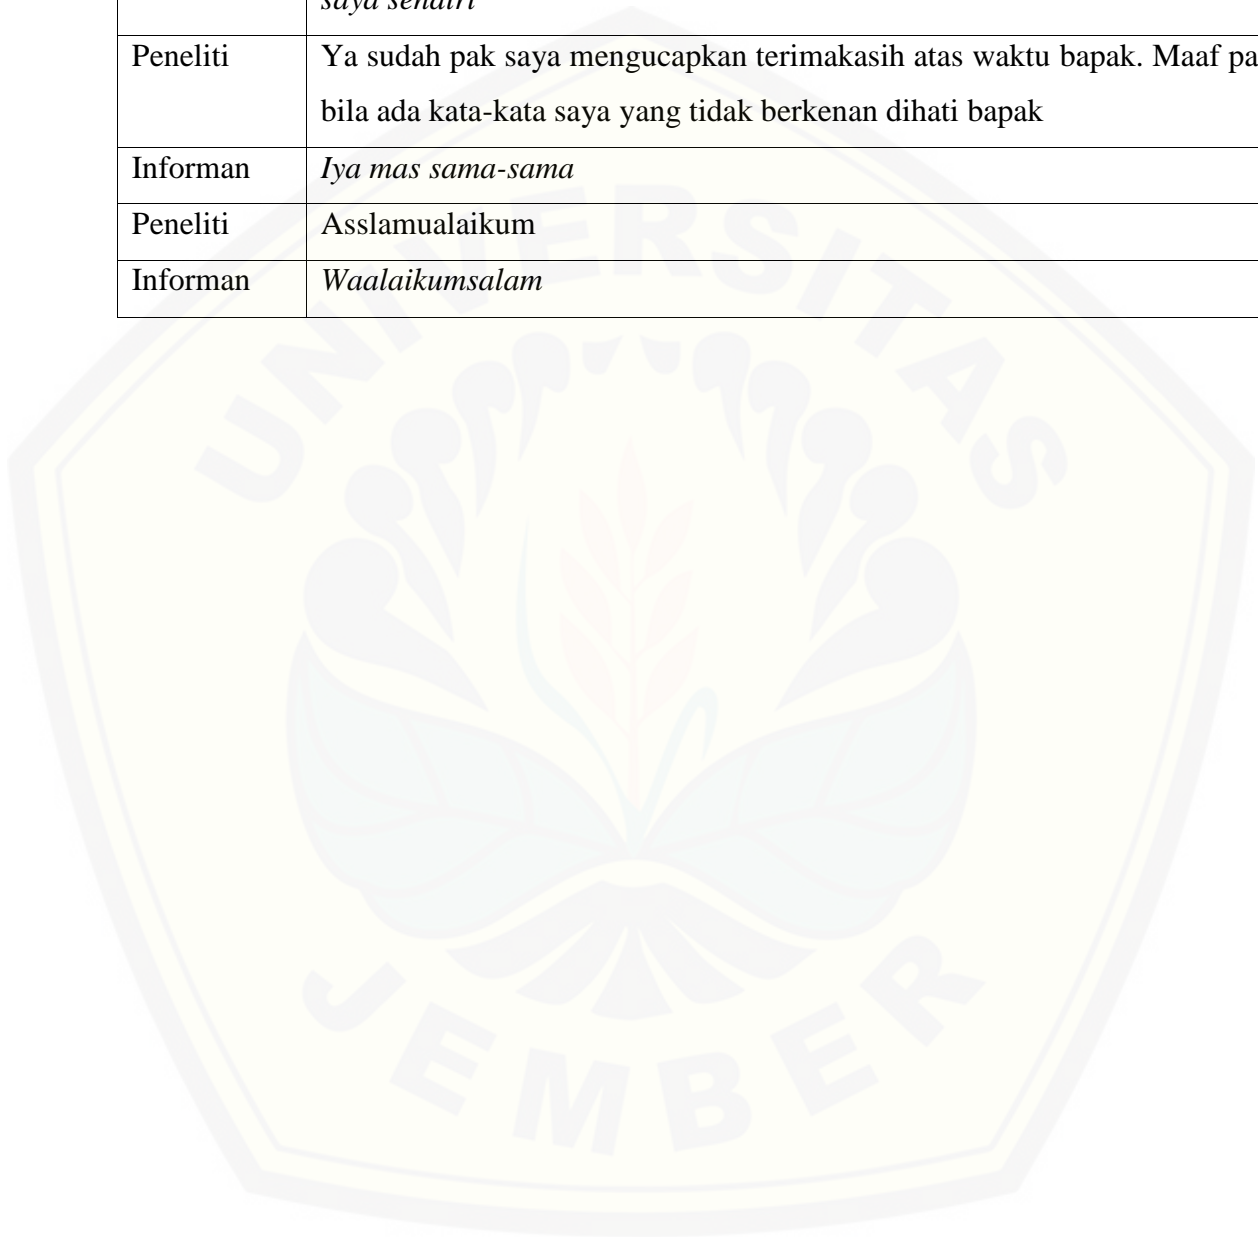 saya sendiri
Peneliti Ya sudah pak saya mengucapkan terimakasih atas waktu bapak. Maaf pa
bila ada kata-kata saya yang tidak berkenan dihati bapak
Informan Iya mas sama-sama
Peneliti Asslamualaikum
Informan Waalaikumsalam
UNIVERSITAS
JEMBER